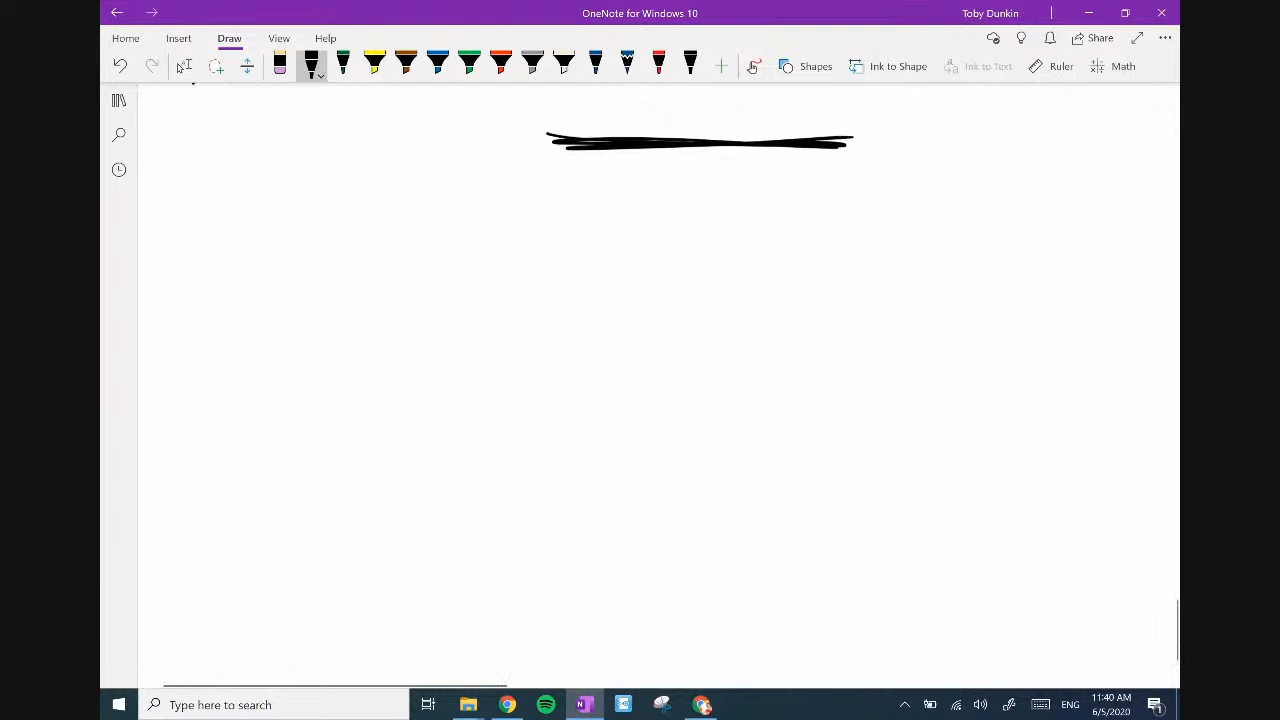 OneNote for Windows 10
Toby Dunkin
Home Insert Draw View Help
Share
Shapes Ink to Shape Ink to Text Ruler Math
Type here to search
ENG
11:40 AM
6/5/2020